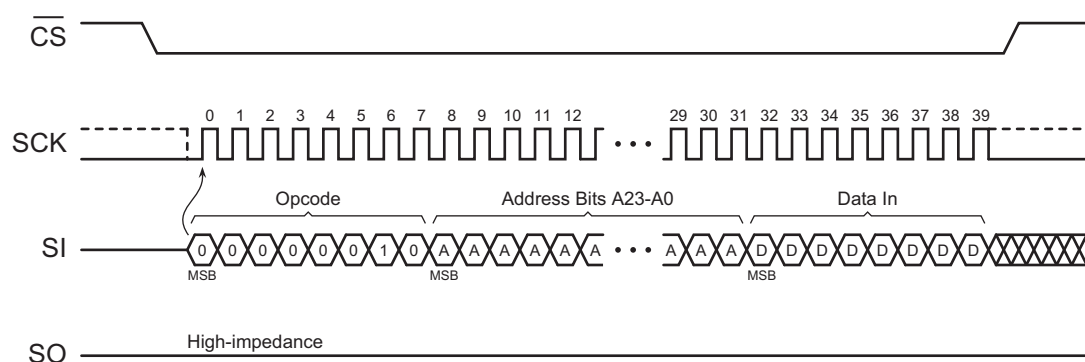 CS
0 1 2 3 4 5 6 7 8 9 10 11 12 29 30 31 32 33 34 35 36 37 38 39
SCK
Opcode Address Bits A23-A0 Data In
SI 0 0 0 0 0 0 1 0 A A A A A A ••• A A A D D D D D D D D
MSB MSB MSB
High-impedance
SO